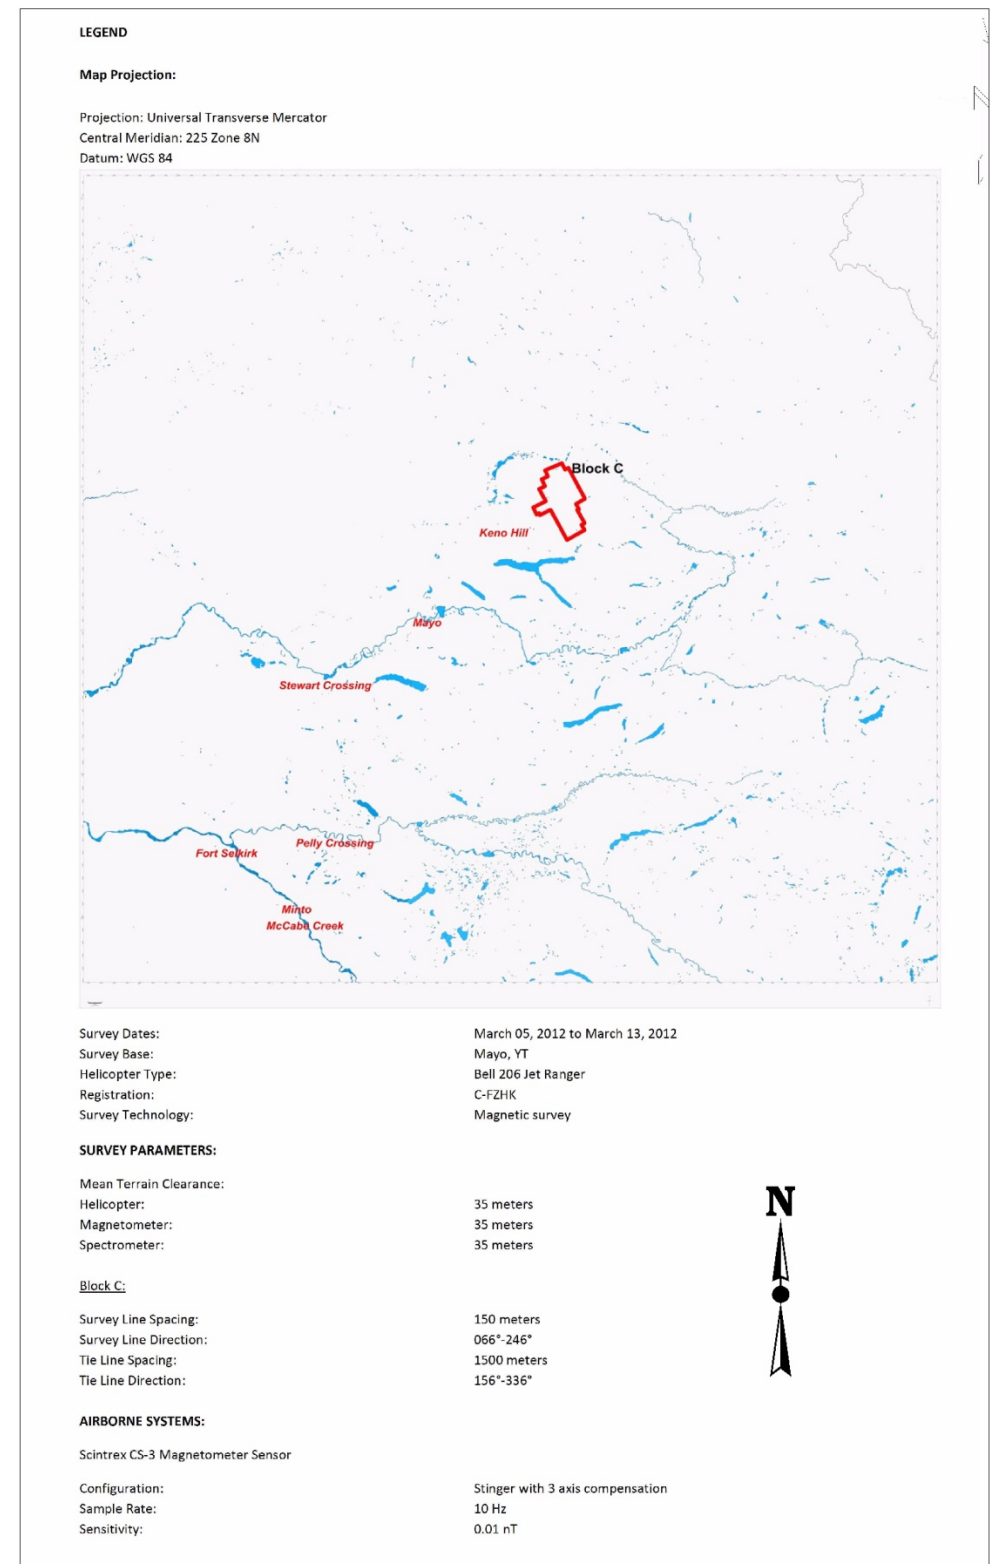 LEGEND
Map Projection:
Projection: Universal Transverse Mercator
Central Meridian: 225 Zone 8N
Datum: WGS 84
Block C
Keno Hill
Mayo
Stewart Crossing
Pelly Crossing
Fort Selkirk
Minto
McCabe Creek
Survey Dates: March 05, 2012 to March 13, 2012
Survey Base: Mayo, YT
Helicopter Type: Bell 206 Jet Ranger
Registration: C-FZHK
Survey Technology: Magnetic survey
SURVEY PARAMETERS:
Mean Terrain Clearance:
Helicopter: 35 meters
Magnetometer: 35 meters
Spectrometer: 35 meters
N
Block C:
Survey Line Spacing: 150 meters
Survey Line Direction: 066°-246°
Tie Line Spacing: 1500 meters
Tie Line Direction: 156°-336°
AIRBORNE SYSTEMS:
Scintrex CS-3 Magnetometer Sensor
Configuration: Stinger with 3 axis compensation
Sample Rate: 10 Hz
Sensitivity: 0.01 nT